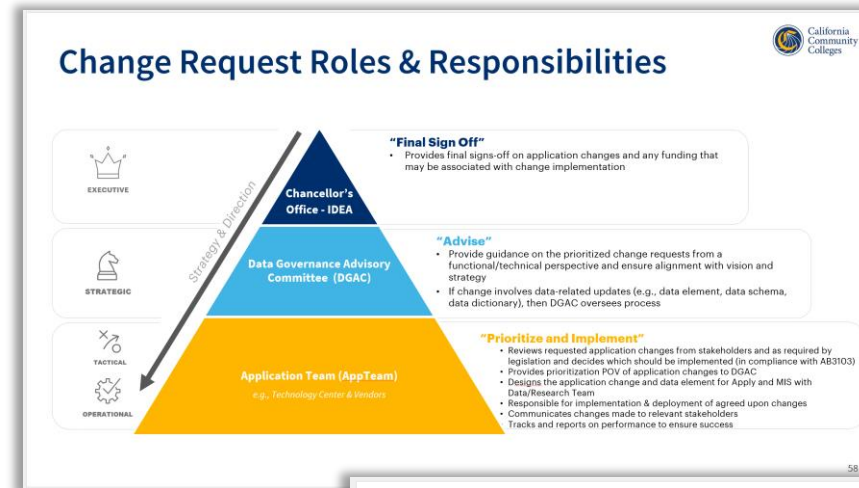 Change Request Roles & Responsibilities
California
Community
Colleges
EXECUTIVE
Strategy & Direction
Chancellor's
Office - IDEA
"Final Sign Off"
• Provides final signs-off on application changes and any funding that
may be associated with change implementation
STRATEGIC
Data Governance Advisory
Committee (DGAC)
"Advise"
• Provide guidance on the prioritized change requests from a
functional/technical perspective and ensure alignment with vision and
strategy
• If change involves data-related updates (e.g., data element, data schema,
data dictionary), then DGAC oversees process
TACTICAL
OPERATIONAL
Application Team (AppTeam)
e.g., Technology Center & Vendors
"Prioritize and Implement"
• Reviews requested application changes from stakeholders and as required by
legislation and decides which should be implemented (in compliance with AB3103)
• Provides prioritization POV of application changes to DGAC
• Designs the application change and data element for Apply and MIS with
Data/Research Team
• Responsible for implementation & deployment of agreed upon changes
• Communicates changes made to relevant stakeholders
Tracks and reports on performance to ensure success
58